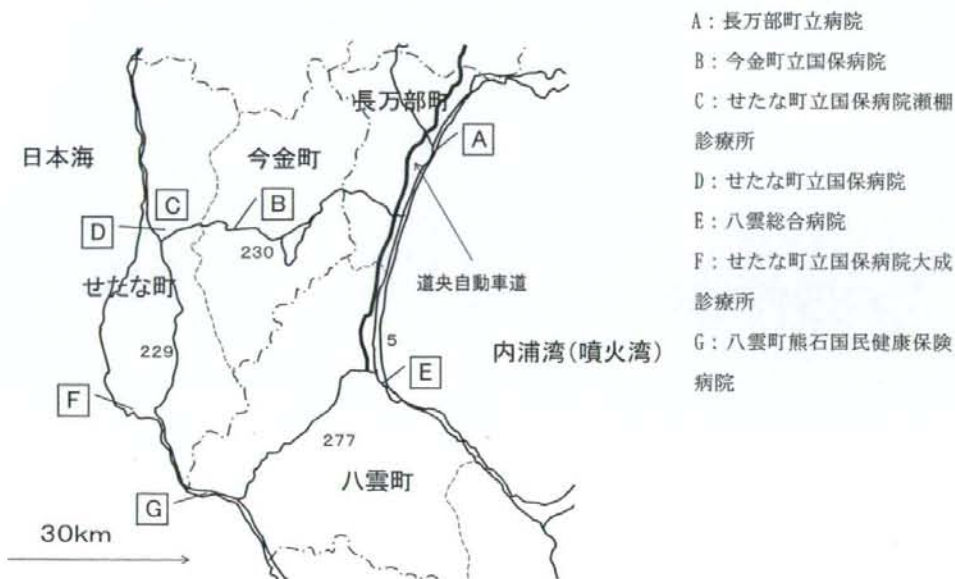 A：長万部町立病院
B：今金町立国保病院
C：せたな町立国保病院瀬棚
診療所
D：せたな町立国保病院
E：八雲総合病院
F：せたな町立国保病院大成
診療所
G：八雲町熊石国民健康保険
病院
長万部町
A
日本海
今金町
C
B
D
230
せたな町
道央自動車道
229
5
内浦湾(噴火湾)
E
F
277
八雲町
G
30km